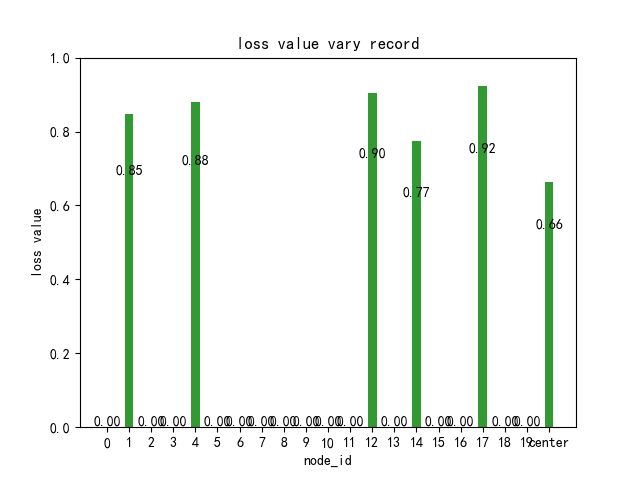 loss value vary record
1.0
0.8
0.6
0.4
0.2
0.0
loss value
0.00 0.85 0.00 0.00 0.88 0.00 0.00 0.00 0.00 0.00 0.00 0.00 0.90 0.00 0.77 0.00 0.00 0.92 0.00 0.00 0.66
0 1 2 3 4 5 6 7 8 9 10 11 12 13 14 15 16 17 18 19 center
node_id